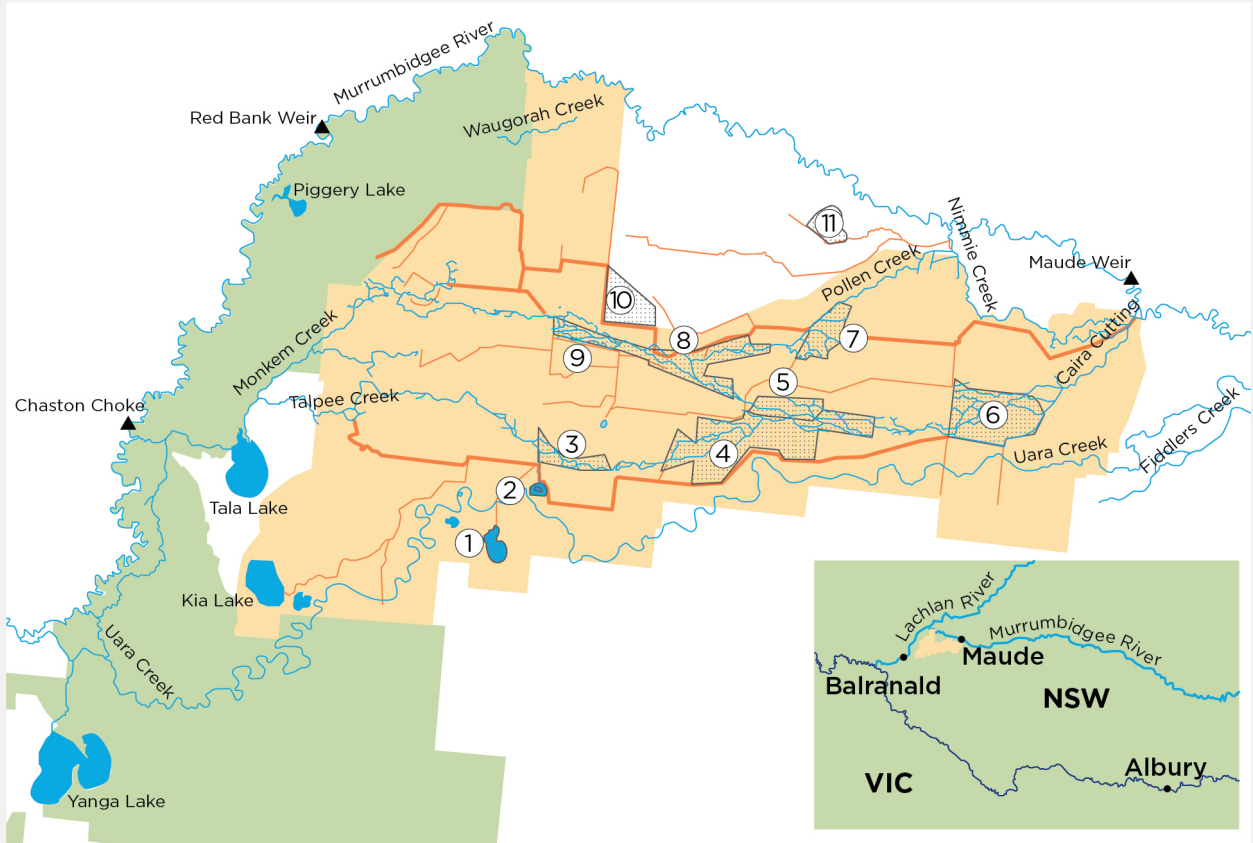 Murrumbidgee River
Red Bank Weir
Waugorah Creek
Piggery Lake
11
Nimmie Creek
Pollen Creek
Maude Weir
10
Caira Cutting
Monkem Creek
8
7
9
5
Chaston Choke
Talpee Creek
6
Fiddlers Creek
3
4
Uara Creek
2
Tala Lake
1
Kia Lake
Uara Creek
Yanga Lake
Lachlan River
Murrumbidgee River
Maude
Balranald
NSW
VIC
Albury